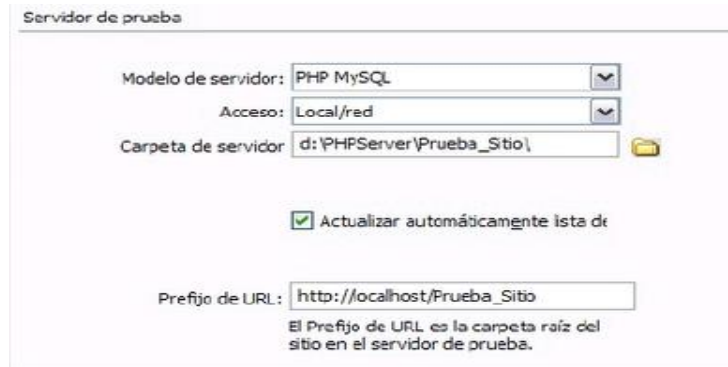 Servidor de prueba
Modelo de servidor: PHP MySQL
Acceso: Local/red
Carpeta de servidor d:\PHPServer\Prueba_Sitio\
Actualizar automáticamente lista de
Prefijo de URL: http://localhost/Prueba_Sitio
El Prefijo de URL es la carpeta raíz del
sitio en el servidor de prueba.